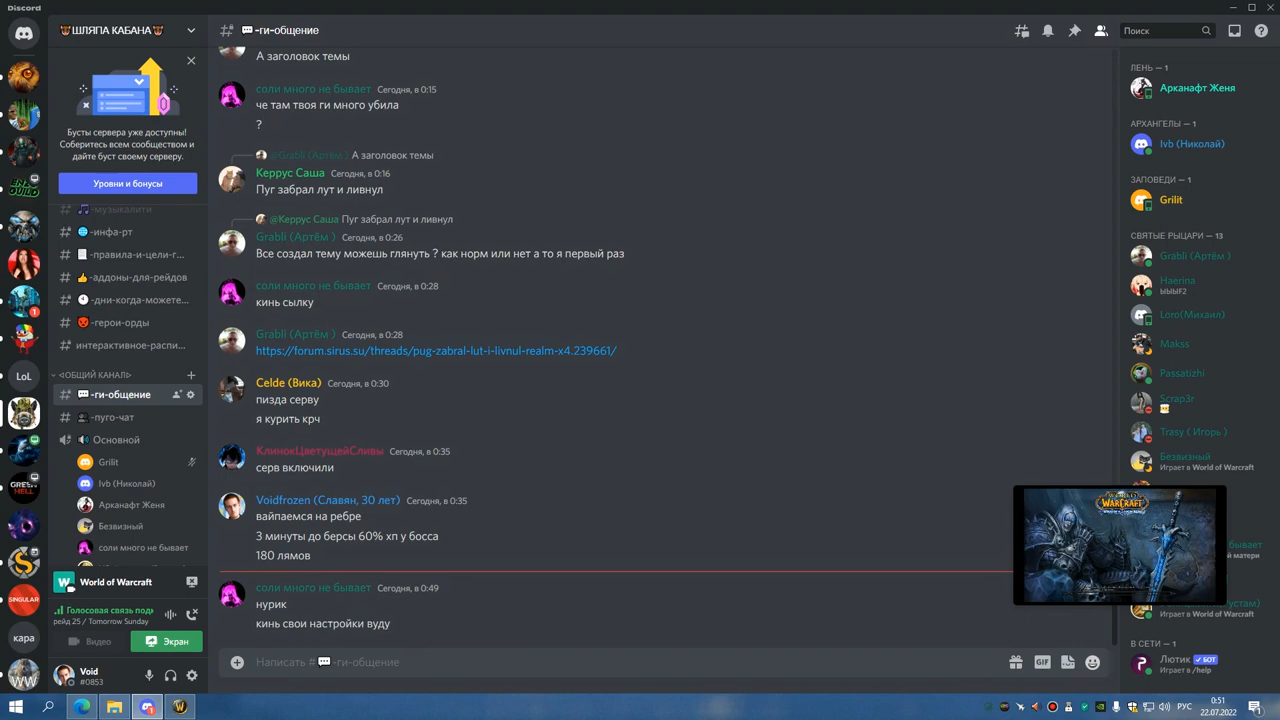 Discord
ШЛЯПА КАБАНА
-ги-общение
Поиск
Бусты сервера уже доступны!
Соберитесь всем сообществом и
дайте буст своему серверу.
Уровни и бонусы
-музыкалити
-инфа-рт
-правила-и-цели-г...
-аддоны-для-рейдов
-дни-когда-можете...
-герои-орды
интерактивное-распи...
<ОБЩИЙ КАНАЛ>
-ги-общение
-пуго-чат
Основной
Grilit
Ivb (Николай)
Арканафт Женя
Безвизный
соли много не бывает
World of Warcraft
Голосовая связь подк
рейд 25 / Tomorrow Sunday
Видео
Экран
Void
#0853
LoL
GREEN HELL
SINGULAR
кара
А заголовок темы
соли много не бывает Сегодня, в 0:15
че там твоя ги много убила
?
@Grabli (Артём ) А заголовок темы
Керрус Саша Сегодня, в 0:16
Пуг забрал лут и ливнул
@Керрус Саша Пуг забрал лут и ливнул
Grabli (Артём ) Сегодня, в 0:26
Все создал тему можешь глянуть ? как норм или нет а то я первый раз
соли много не бывает Сегодня, в 0:28
кинь сылку
Grabli (Артём ) Сегодня, в 0:28
https://forum.sirus.su/threads/pug-zabral-lut-i-livnul-realm-x4.239661/
Celde (Вика) Сегодня, в 0:30
пизда серву
я курить крч
КлинокЦветущейСливы Сегодня, в 0:35
серв включили
Voidfrozen (Славян, 30 лет) Сегодня, в 0:35
вайпаемся на ребре
3 минуты до берсы 60% хп у босса
180 лямов
соли много не бывает Сегодня, в 0:49
нурик
кинь свои настройки вуду
Написать #
-ги-общение
GIF
ЛЕНЬ — 1
Арканафт Женя
АРХАНГЕЛЫ — 1
Ivb (Николай)
ЗАПОВЕДИ — 1
Grilit
СВЯТЫЕ РЫЦАРИ — 13
Grabli (Артём )
Haerina
ЫЫЫF2
Loro(Михаил)
Makss
Passatizhi
Scrap3r
Trasy ( Игорь )
Безвизный
Играет в World of Warcraft
WARCRAFT
бывает
й матери
устам)
Играет в World of Warcraft
В СЕТИ — 1
Лютик
БОТ
Играет в /help
РУС
0:51
22.07.2022